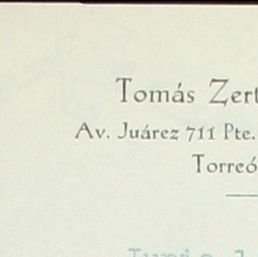 Tomás Zert
Av. Juárez 711 Pte.
Torreó